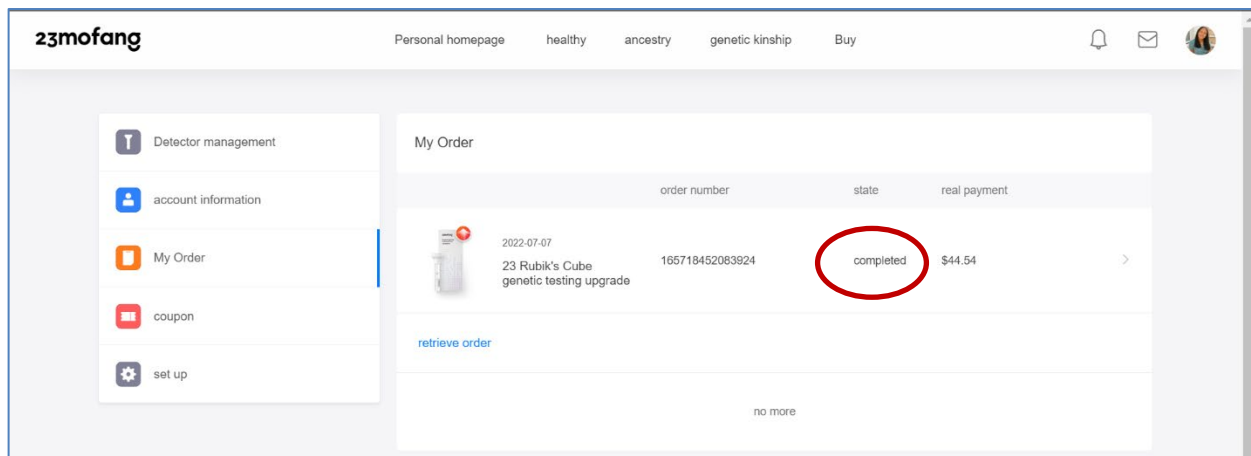 23mofang
Personal homepage healthy ancestry genetic kinship Buy
Detector management
account information
My Order
coupon
set up
My Order
order number state real payment
2022-07-07
23 Rubik's Cube
genetic testing upgrade
165718452083924 completed $44.54
retrieve order
no more